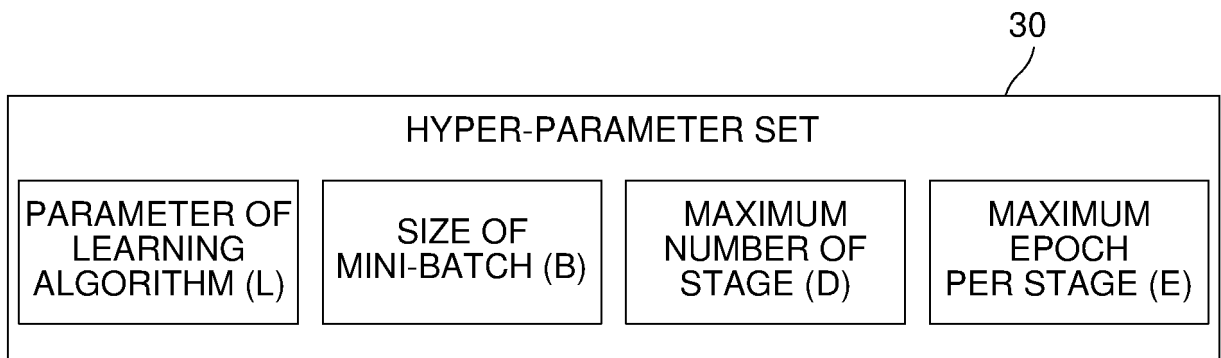 30
HYPER-PARAMETER SET
PARAMETER OF
LEARNING
ALGORITHM (L)
SIZE OF
MINI-BATCH (B)
MAXIMUM
NUMBER OF
STAGE (D)
MAXIMUM
EPOCH
PER STAGE (E)